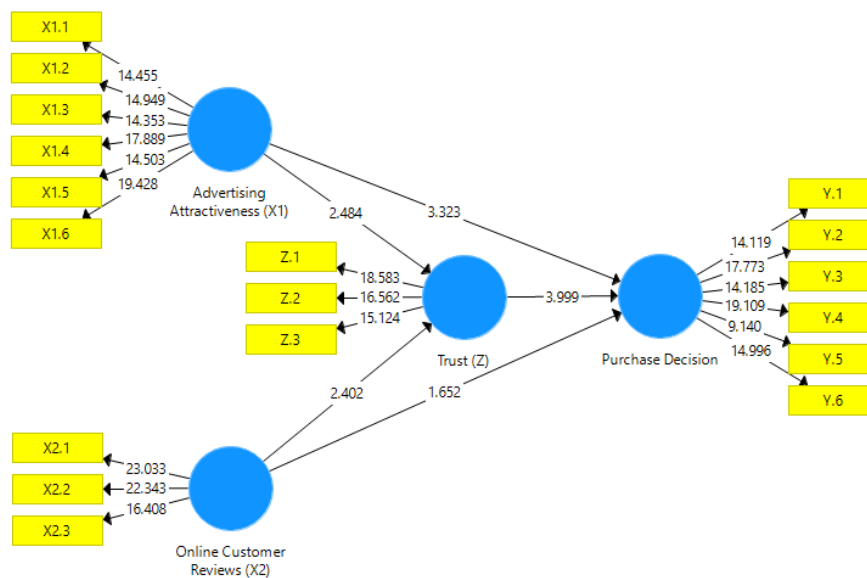 X1.1
X1.2
X1.3
X1.4
X1.5
X1.6
14.455
14.949
14.353
17.889
14.503
19.428
Advertising
Attractiveness (X1)
2.484
3.323
Z.1
Z.2
Z.3
18.583
16.562
15.124
Trust (Z)
3.999
2.402
1.652
X2.1
X2.2
X2.3
23.033
22.343
16.408
Online Customer
Reviews (X2)
Purchase Decision
14.119
17.773
14.185
19.109
9.140
14.996
Y.1
Y.2
Y.3
Y.4
Y.5
Y.6